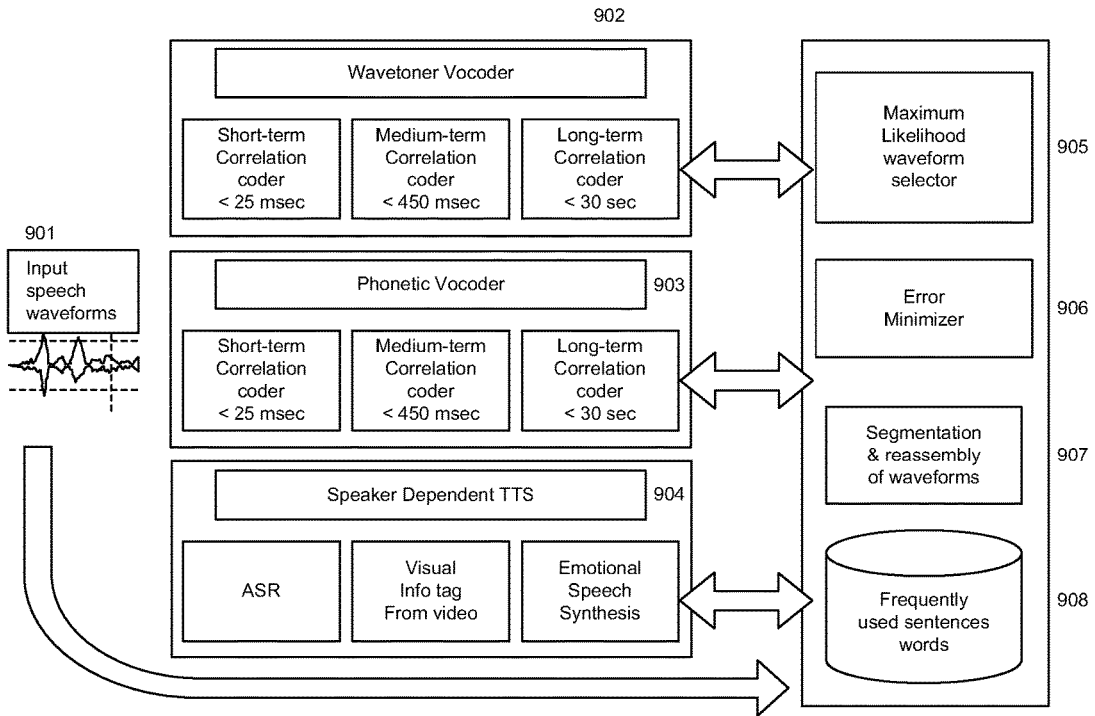 902
Wavetoner Vocoder
Short-term
Correlation
coder
< 25 msec
Medium-term
Correlation
coder
< 450 msec
Long-term
Correlation
coder
< 30 sec
Maximum
Likelihood
waveform
selector
905
901
Input
speech
waveforms
Phonetic Vocoder
903
Short-term
Correlation
coder
< 25 msec
Medium-term
Correlation
coder
< 450 msec
Long-term
Correlation
coder
< 30 sec
Error
Minimizer
906
Segmentation
& reassembly
of waveforms
907
Speaker Dependent TTS
904
ASR
Visual
Info tag
From video
Emotional
Speech
Synthesis
Frequently
used sentences
words
908